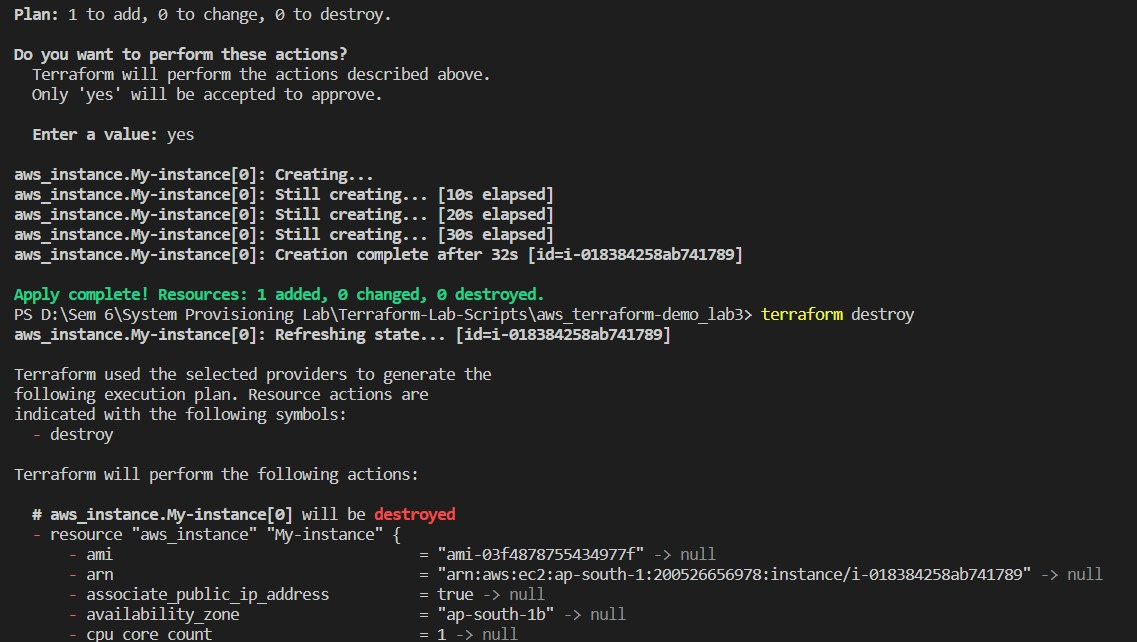 Plan: 1 to add, 0 to change, 0 to destroy.
Do you want to perform these actions?
Terraform will perform the actions described above.
Only 'yes' will be accepted to approve.
Enter a value: yes
aws_instance.My-instance[0]: Creating...
aws_instance.My-instance[0]: Still creating... [10s elapsed]
aws_instance.My-instance[0]: Still creating... [20s elapsed]
aws_instance.My-instance[0]: Still creating... [30s elapsed]
aws_instance.My-instance[0]: Creation complete after 32s [id=i-018384258ab741789]
Apply complete! Resources: 1 added, 0 changed, 0 destroyed.
PS D:\Sem 6\System Provisioning Lab\Terraform-Lab-Scripts\aws_terraform-demo_lab3> terraform destroy
aws_instance.My-instance[0]: Refreshing state... [id=i-018384258ab741789]
Terraform used the selected providers to generate the
following execution plan. Resource actions are
indicated with the following symbols:
- destroy
Terraform will perform the following actions:
# aws_instance.My-instance[0] will be destroyed
- resource "aws_instance" "My-instance" {
- ami = "ami-03f4878755434977f" -> null
- arn = "arn:aws:ec2:ap-south-1:200526656978:instance/i-018384258ab741789" -> null
- associate_public_ip_address = true -> null
- availability_zone = "ap-south-1b" -> null
- cpu_core_count = 1 -> null